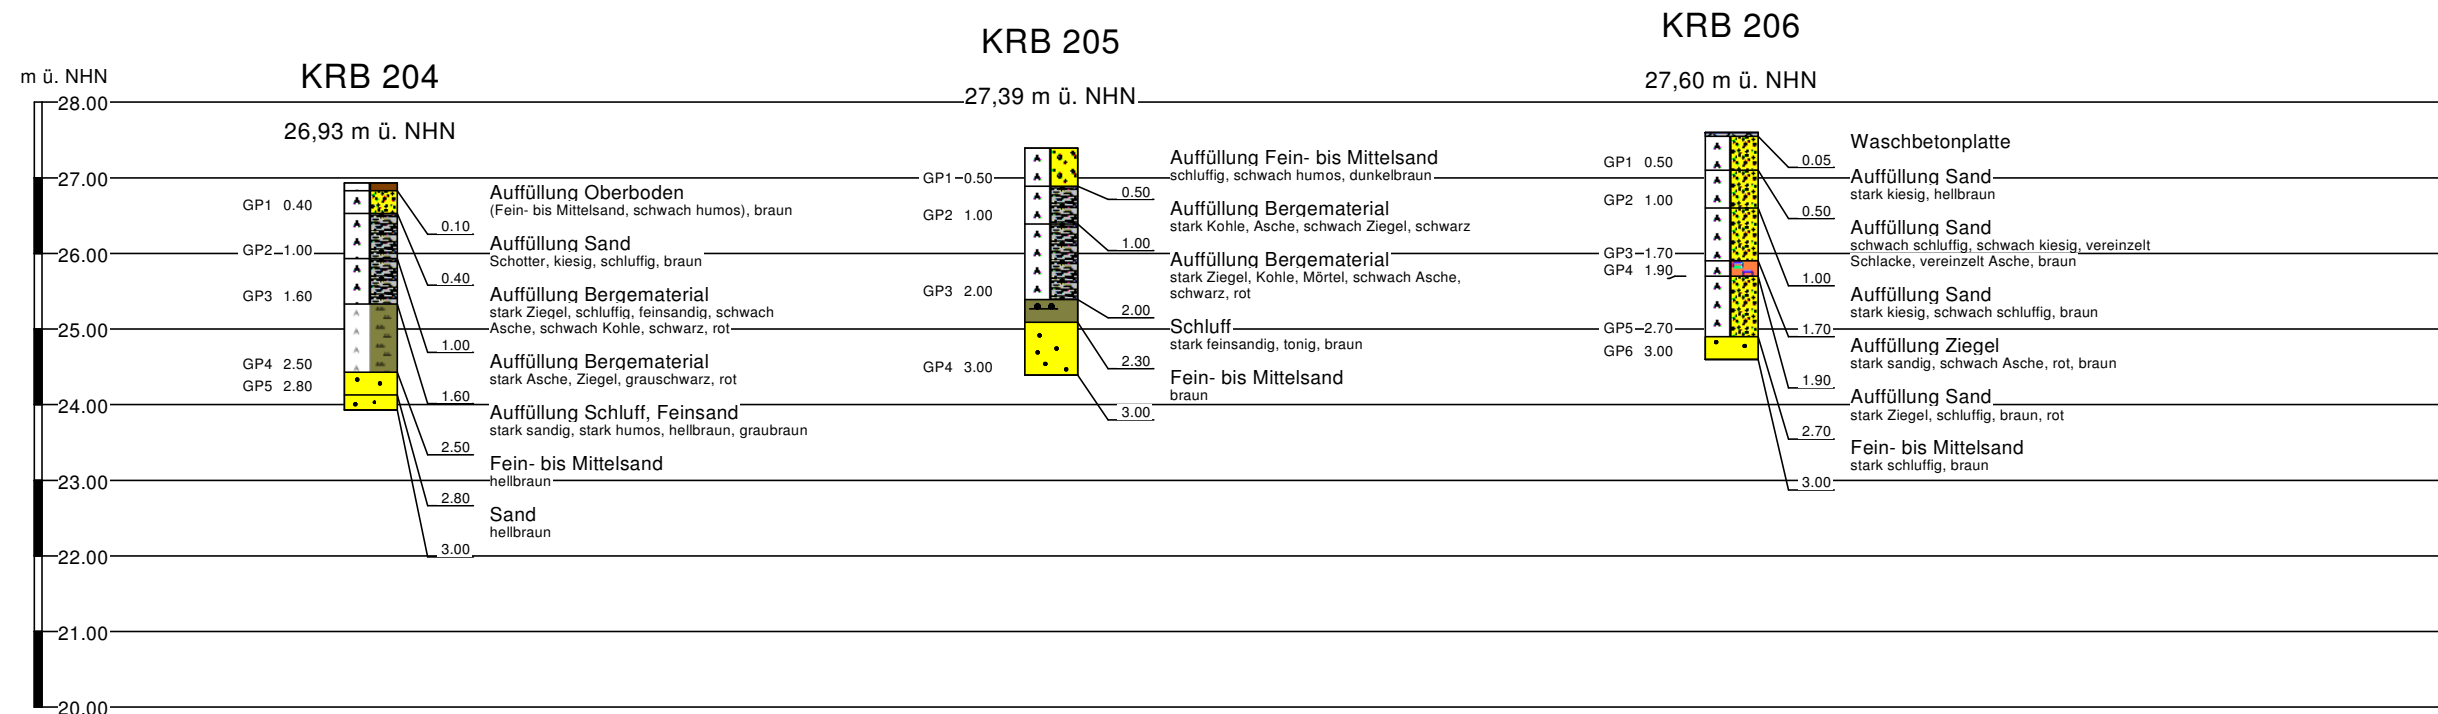 m ü. NHN
28.00
27.00
26.00
25.00
24.00
23.00
22.00
21.00
20.00
KRB 204
26,93 m ü. NHN
GP1 0.40
GP2 1.00
GP3 1.60
GP4 2.50
GP5 2.80
0.10
0.40
1.00
1.60
2.50
2.80
3.00
Auffüllung Oberboden
(Fein- bis Mittelsand, schwach humos), braun
Auffüllung Sand
Schotter, kiesig, schluffig, braun
Auffüllung Bergematerial
stark Ziegel, schluffig, feinsandig, schwach
Asche, schwach Kohle, schwarz, rot
Auffüllung Bergematerial
stark Asche, Ziegel, grauschwarz, rot
Auffüllung Schluff, Feinsand
stark sandig, stark humos, hellbraun, graubraun
Fein- bis Mittelsand
hellbraun
Sand
hellbraun
KRB 205
27,39 m ü. NHN
GP1 0.50
GP2 1.00
GP3 2.00
GP4 3.00
0.50
1.00
2.00
2.30
3.00
Auffüllung Fein- bis Mittelsand
schluffig, schwach humos, dunkelbraun
Auffüllung Bergematerial
stark Kohle, Asche, schwach Ziegel, schwarz
Auffüllung Bergematerial
stark Ziegel, Kohle, Mörtel, schwach Asche,
schwarz, rot
Schluff
stark feinsandig, tonig, braun
Fein- bis Mittelsand
braun
KRB 206
27,60 m ü. NHN
GP1 0.50
GP2 1.00
GP3 1.70
GP4 1.90
GP5 2.70
GP6 3.00
0.05
0.50
1.00
1.70
1.90
2.70
3.00
Waschbetonplatte
Auffüllung Sand
stark kiesig, hellbraun
Auffüllung Sand
schwach schluffig, schwach kiesig, vereinzelt
Schlacke, vereinzelt Asche, braun
Auffüllung Sand
stark kiesig, schwach schluffig, braun
Auffüllung Ziegel
stark sandig, schwach Asche, rot, braun
Auffüllung Sand
stark Ziegel, schluffig, braun, rot
Fein- bis Mittelsand
stark schluffig, braun